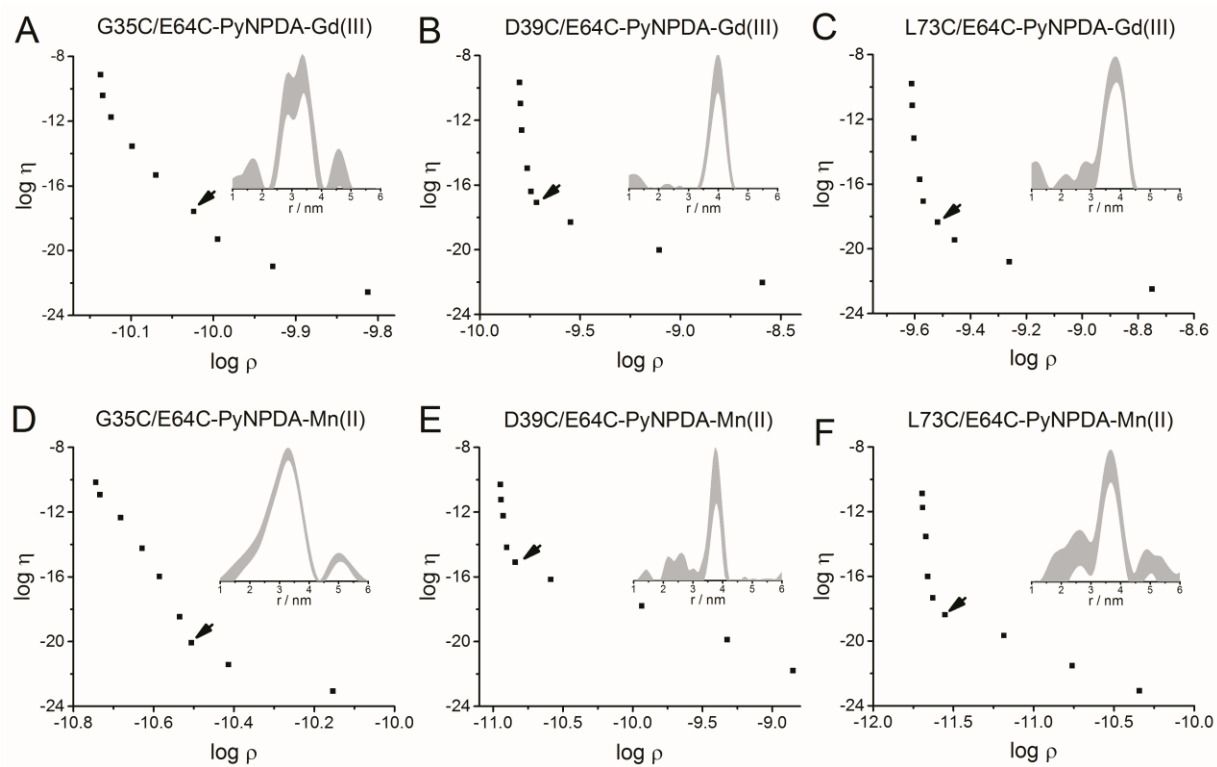 A G35C/E64C-PyNPDA-Gd(III)
-8
-12
-16
-20
-24
log η
-10.1 -10.0 -9.9 -9.8
log ρ
1 2 3 4 5 6
r / nm
B D39C/E64C-PyNPDA-Gd(III)
-8
-12
-16
-20
-24
log η
-10.0 -9.5 -9.0 -8.5
log ρ
1 2 3 4 5 6
r / nm
C L73C/E64C-PyNPDA-Gd(III)
-8
-12
-16
-20
-24
log η
-9.6 -9.4 -9.2 -9.0 -8.8 -8.6
log ρ
1 2 3 4 5 6
r / nm
D G35C/E64C-PyNPDA-Mn(II)
-8
-12
-16
-20
-24
log η
-10.8 -10.7 -10.6 -10.5 -10.4 -10.3 -10.2 -10.1 -10.0
log ρ
1 2 3 4 5 6
r / nm
E D39C/E64C-PyNPDA-Mn(II)
-8
-12
-16
-20
-24
log η
-11.0 -10.5 -10.0 -9.5 -9.0
log ρ
1 2 3 4 5 6
r / nm
F L73C/E64C-PyNPDA-Mn(II)
-8
-12
-16
-20
-24
log η
-12.0 -11.5 -11.0 -10.5 -10.0
log ρ
1 2 3 4 5 6
r / nm